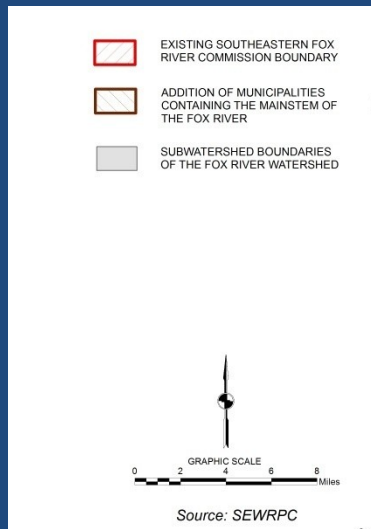 EXISTING SOUTHEASTERN FOX
RIVER COMMISSION BOUNDARY
ADDITION OF MUNICIPALITIES
CONTAINING THE MAINSTEM OF
THE FOX RIVER
SUBWATERSHED BOUNDARIES
OF THE FOX RIVER WATERSHED
GRAPHIC SCALE
0 2 4 6 8
Miles
Source: SEWRPC